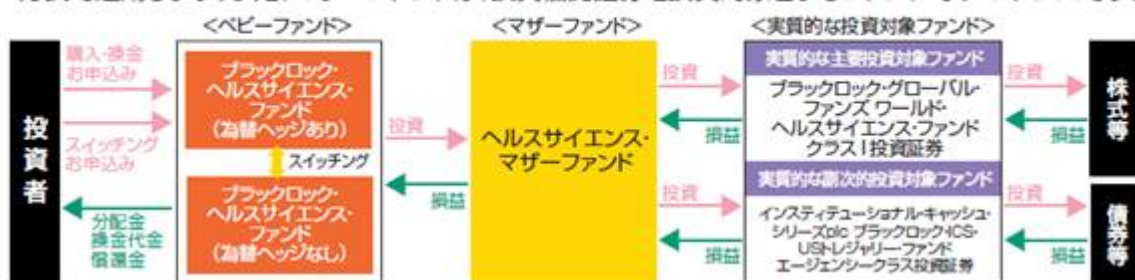 <ベビーファンド>
<マザーファンド>
<実質的な投資対象ファンド>
投資者
購入・換金
お申込み
スイッチング
お申込み
分配金
換金代金
償還金
ブラックロック・
ヘルスサイエンス・
ファンド
(為替ヘッジあり)
スイッチング
ブラックロック・
ヘルスサイエンス・
ファンド
(為替ヘッジなし)
投資
損益
ヘルスサイエンス・
マザーファンド
投資
損益
投資
損益
実質的な主要投資対象ファンド
ブラックロック・グローバル・
ファンズ ワールド・
ヘルスサイエンス・ファンド
クラスI投資証券
実質的な副次的投資対象ファンド
インスティテューショナル・キャッシュ・
シリーズplc ブラックロック・ICS・
USトレジャリー・ファンド
エージェンシークラス投資証券
投資
損益
投資
損益
株式等
債券等